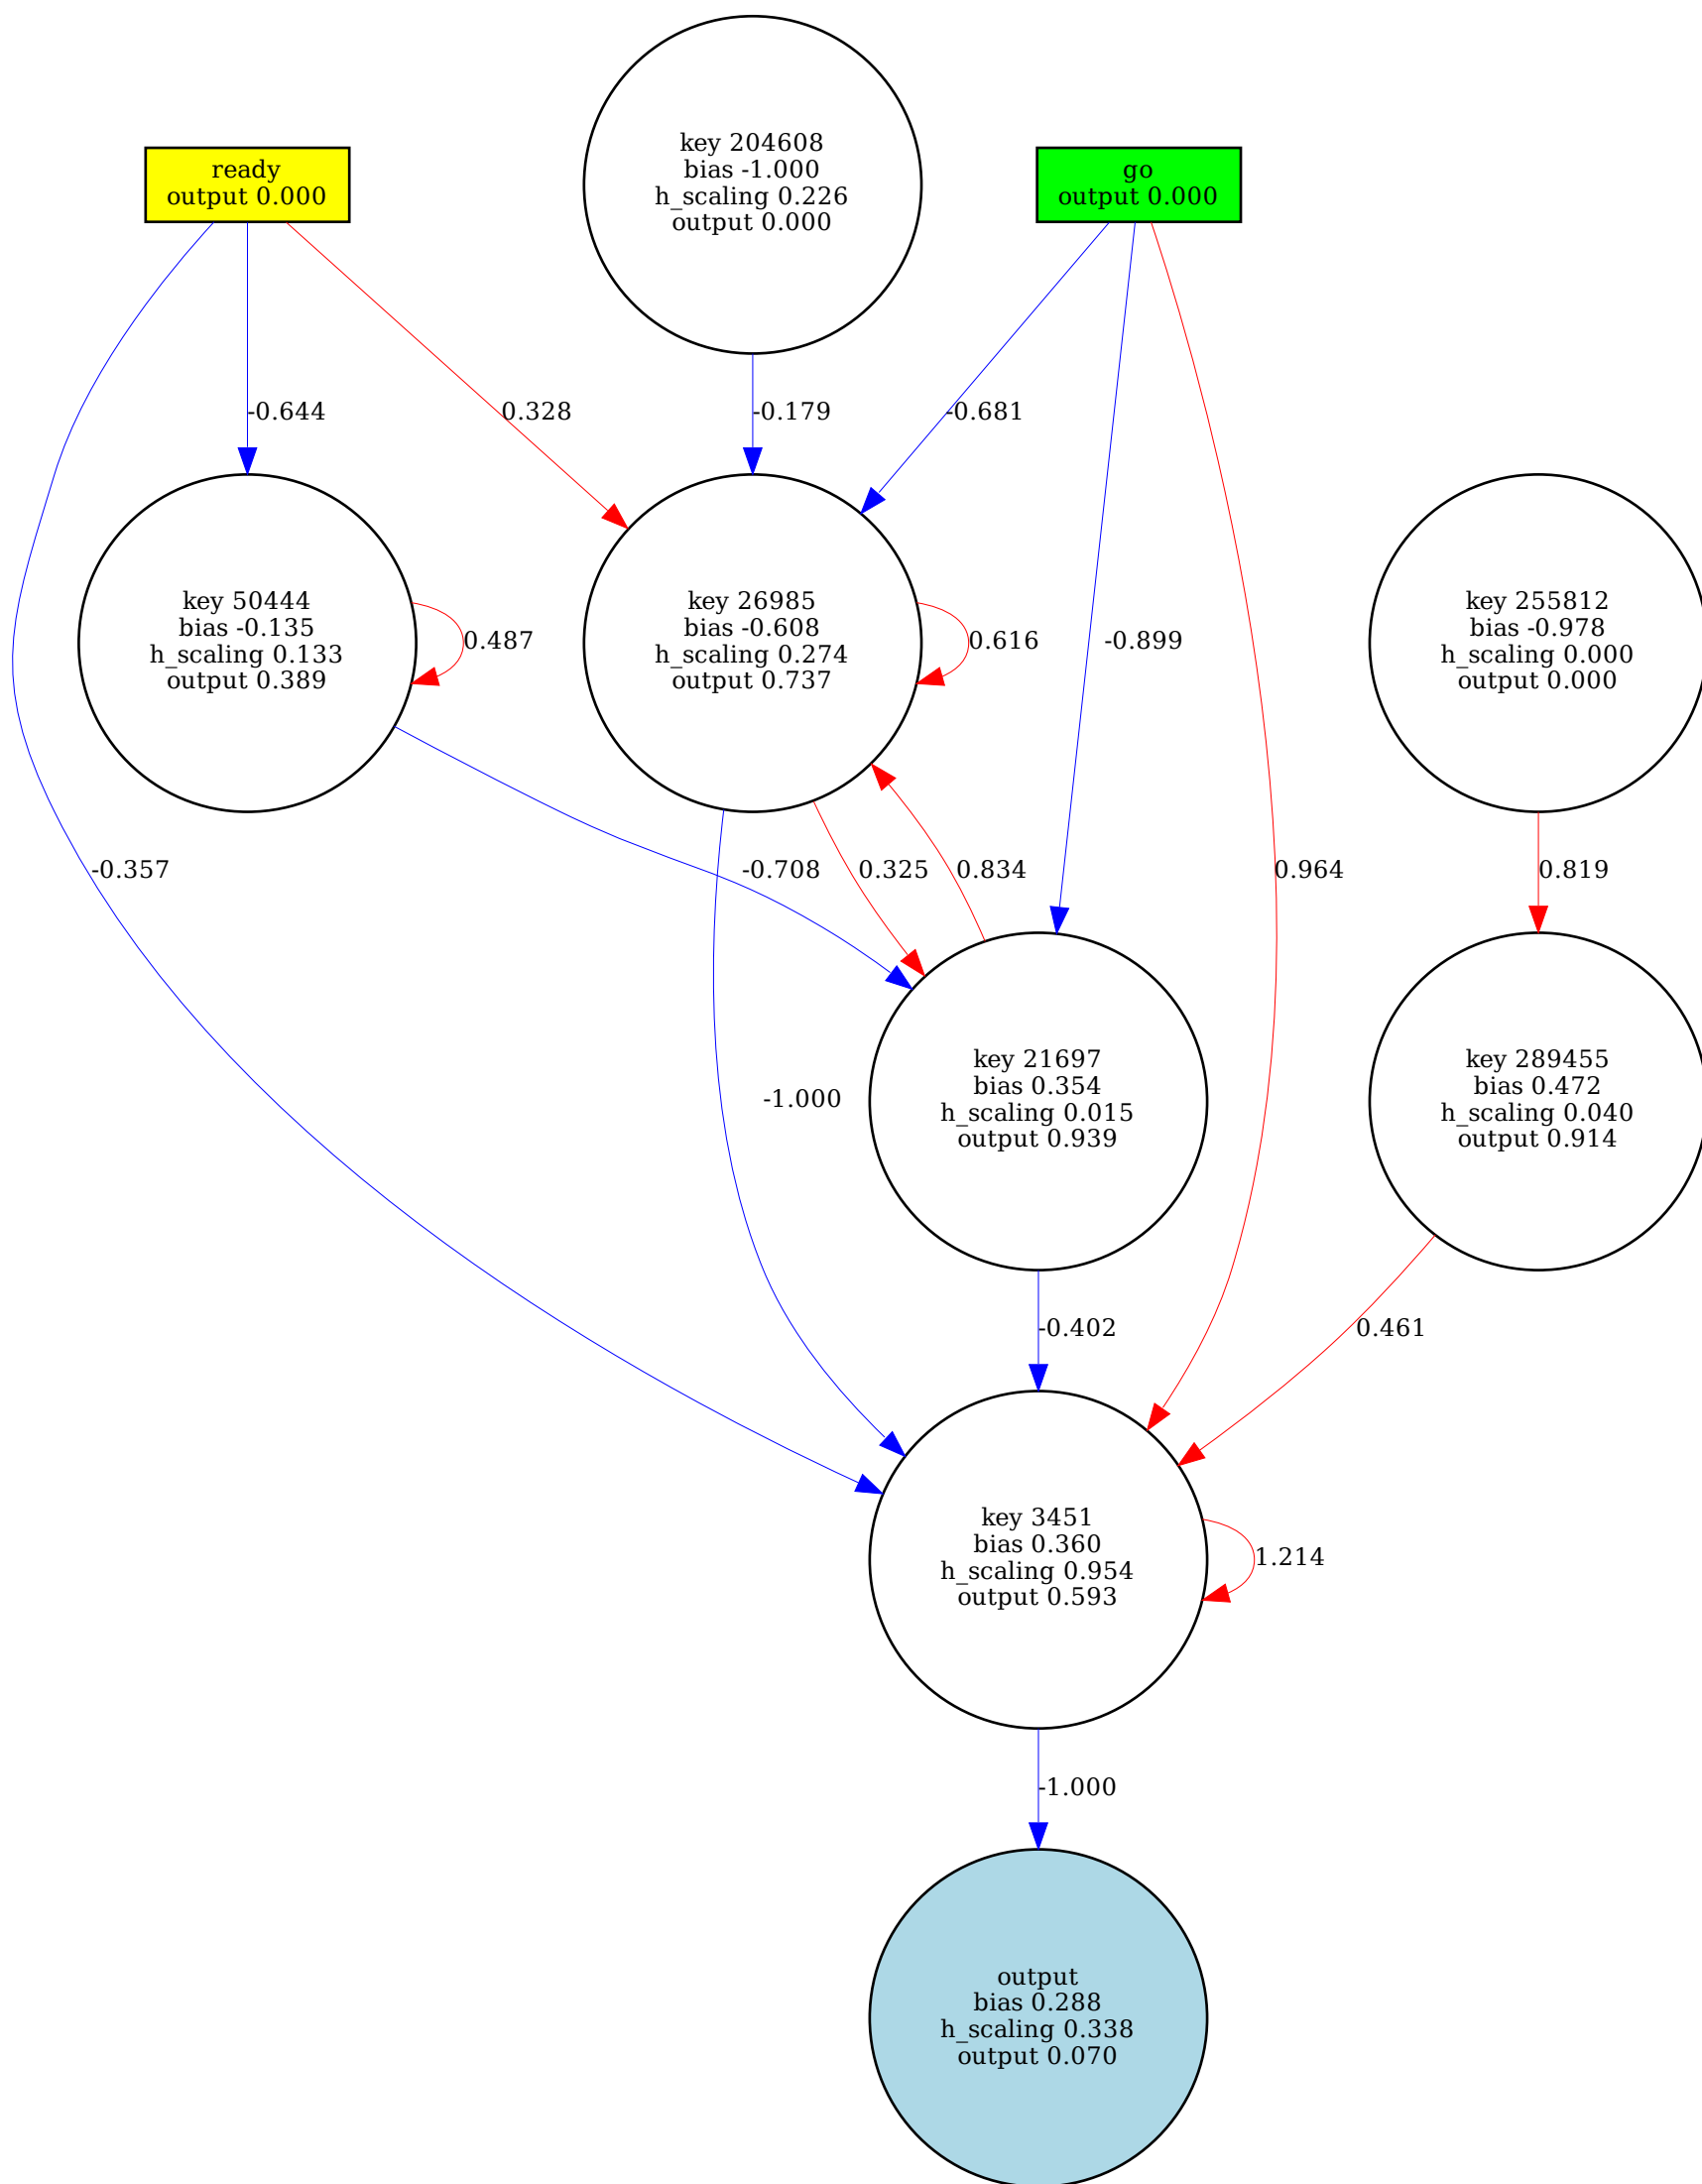 key 204608
bias -1.000
h_scaling 0.226
output 0.000
ready
output 0.000
go
output 0.000
-0.644
0.328
-0.179
-0.681
key 50444
bias -0.135
h_scaling 0.133
output 0.389
0.487
key 26985
bias -0.608
h_scaling 0.274
output 0.737
0.616
-0.899
key 255812
bias -0.978
h_scaling 0.000
output 0.000
-0.357
-0.708
0.325
0.834
0.964
0.819
-1.000
key 21697
bias 0.354
h_scaling 0.015
output 0.939
key 289455
bias 0.472
h_scaling 0.040
output 0.914
-0.402
0.461
key 3451
bias 0.360
h_scaling 0.954
output 0.593
1.214
-1.000
output
bias 0.288
h_scaling 0.338
output 0.070